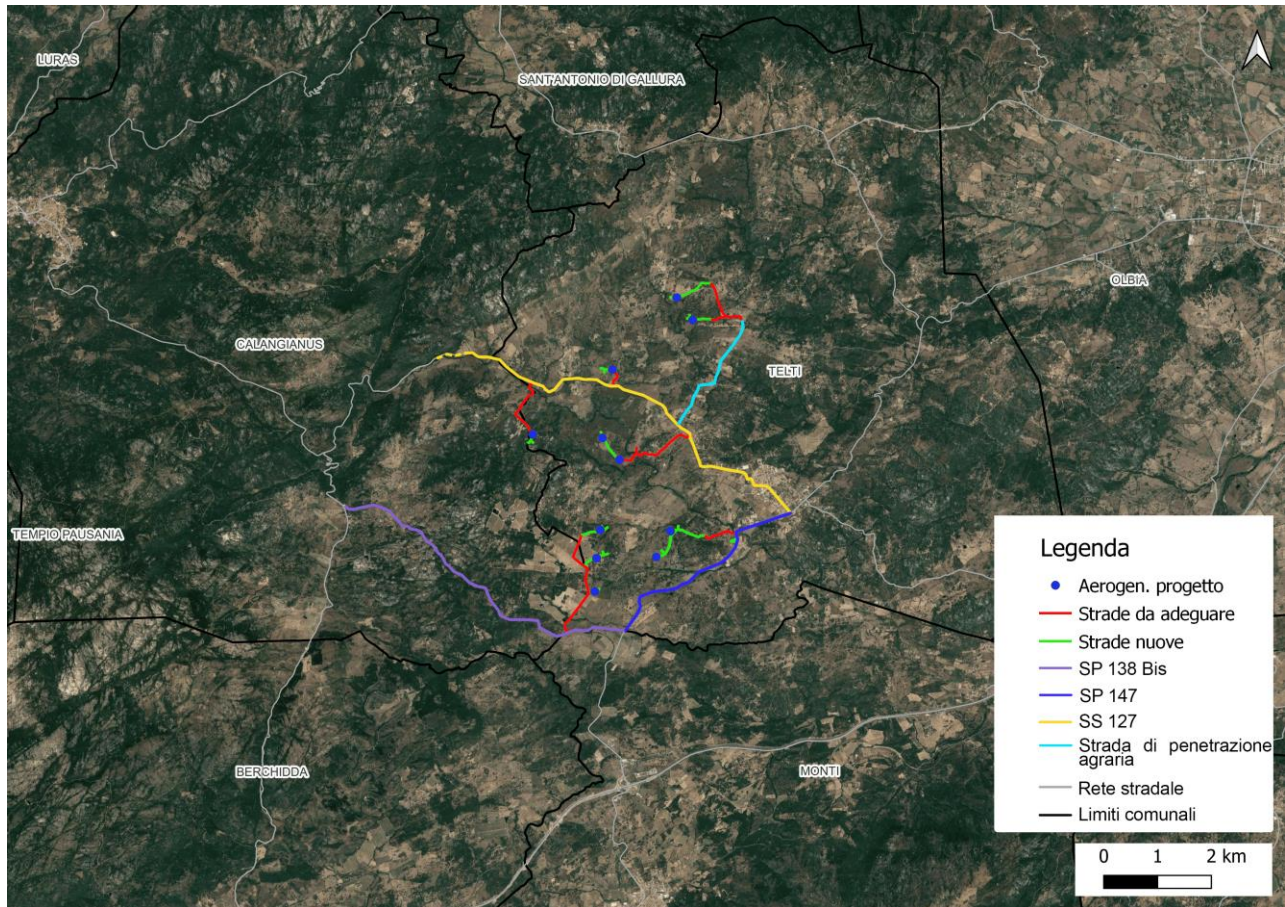 LURAS
SANT'ANTONIO DI GALLURA
OLBIA
CALANGIANUS
TELTI
TEMPIO PAUSANIA
BERCHIDDA
MONTI
Legenda
Aerogen. progetto
Strade da adeguare
Strade nuove
SP 138 Bis
SP 147
SS 127
Strada di penetrazione
agraria
Rete stradale
Limiti comunali
0 1 2 km